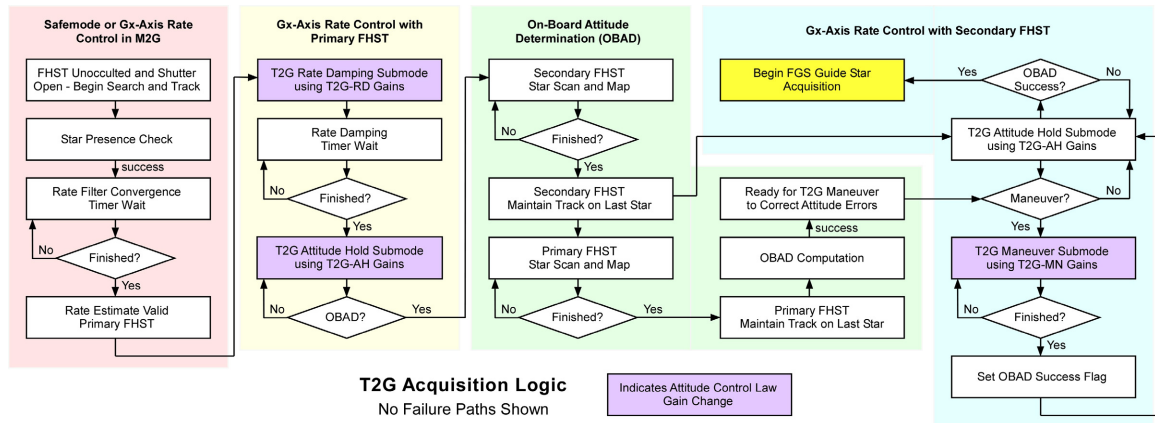 Safemode or Gx-Axis Rate
Control in M2G
FHST Unocculted and Shutter
Open - Begin Search and Track
Star Presence Check
success
Rate Filter Convergence
Timer Wait
No
Finished?
Yes
Rate Estimate Valid
Primary FHST
Gx-Axis Rate Control with
Primary FHST
T2G Rate Damping Submode
using T2G-RD Gains
Rate Damping
Timer Wait
No
Finished?
Yes
T2G Attitude Hold Submode
using T2G-AH Gains
No
OBAD?
Yes
On-Board Attitude
Determination (OBAD)
Secondary FHST
Star Scan and Map
No
Finished?
Yes
Secondary FHST
Maintain Track on Last Star
Primary FHST
Star Scan and Map
No
Finished?
Yes
Primary FHST
Maintain Track on Last Star
OBAD Computation
success
Ready for T2G Maneuver
to Correct Attitude Errors
Gx-Axis Rate Control with Secondary FHST
Begin FGS Guide Star
Acquisition
Yes
OBAD
Success?
No
T2G Attitude Hold Submode
using T2G-AH Gains
Maneuver?
No
Yes
T2G Maneuver Submode
using T2G-MN Gains
No
Finished?
Yes
Set OBAD Success Flag
T2G Acquisition Logic
No Failure Paths Shown
Indicates Attitude Control Law
Gain Change